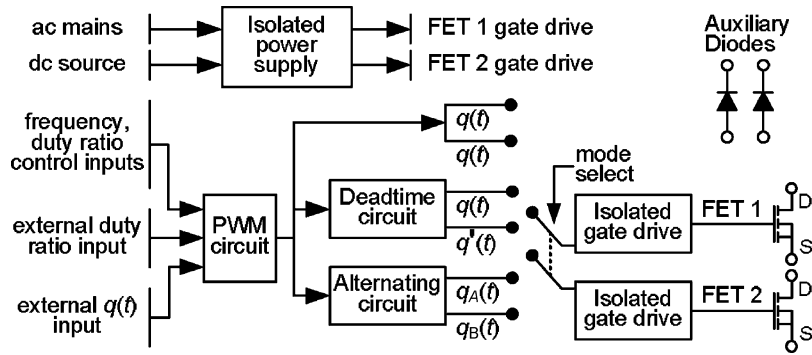 ac mains
dc source
Isolated
power
supply
FET 1 gate drive
FET 2 gate drive
Auxiliary
Diodes
frequency,
duty ratio
control inputs
external duty
ratio input
external q(t)
input
PWM
circuit
q(t)
q(t)
Deadtime
circuit
q(t)
q'(t)
Alternating
circuit
qA(t)
qB(t)
mode
select
Isolated
gate drive
FET 1
D
S
Isolated
gate drive
FET 2
D
S